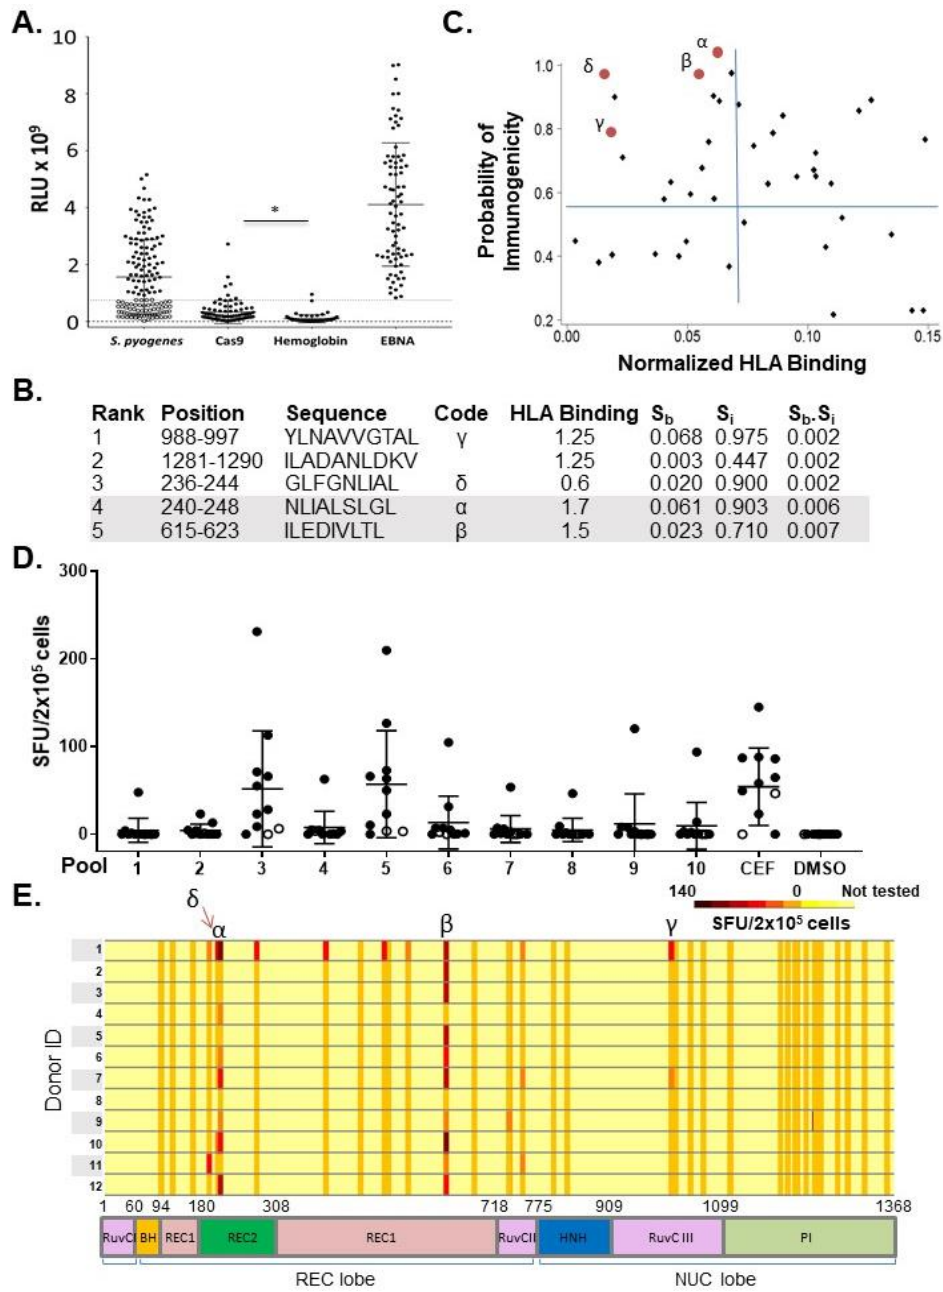 A.
RLU x 10⁹
10
8
6
4
2
0
*
S. pyogenes Cas9 Hemoglobin EBNA
C.
Probability of
Immunogenicity
1.0
0.8
0.6
0.4
0.2
α
β
δ
γ
0.00 0.05 0.10 0.15
Normalized HLA Binding
B.
Rank Position Sequence Code HLA Binding Sb Si Sb.Si
1 988-997 YLNAVVGTAL γ 1.25 0.068 0.975 0.002
2 1281-1290 ILADANLDKV 1.25 0.003 0.447 0.002
3 236-244 GLFGNLIAL δ 0.6 0.020 0.900 0.002
4 240-248 NLIALSLGL α 1.7 0.061 0.903 0.006
5 615-623 ILEDIVLTL β 1.5 0.023 0.710 0.007
D.
SFU/2x10⁵ cells
300
200
100
0
Pool 1 2 3 4 5 6 7 8 9 10 CEF DMSO
E.
140 0 Not tested
SFU/2x10⁵ cells
δ
α β γ
Donor ID
1
2
3
4
5
6
7
8
9
10
11
12
1 60 94 180 308 718 775 909 1099 1368
RuvCI BH REC1 REC2 REC1 RuvCII HNH RuvC III PI
REC lobe NUC lobe